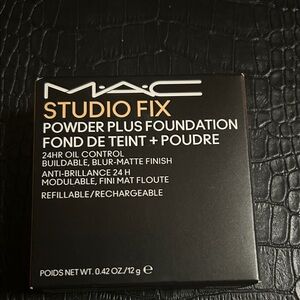 M·A·C
STUDIO FIX
POWDER PLUS FOUNDATION
FOND DE TEINT + POUDRE
24HR OIL CONTROL
BUILDABLE, BLUR-MATTE FINISH
ANTI-BRILLANCE 24 H
MODULABLE, FINI MAT FLOUTE
REFILLABLE/RECHARGEABLE
POIDS NET WT. 0.42 OZ./12 g ℮